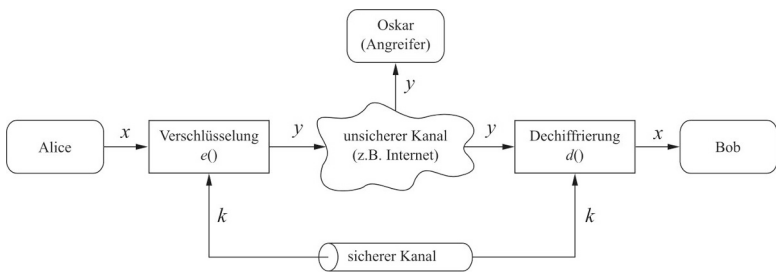 Oskar
(Angreifer)
y
Alice
x
Verschlüsselung
e()
y
unsicherer Kanal
(z.B. Internet)
y
Dechiffrierung
d()
x
Bob
k
k
sicherer Kanal